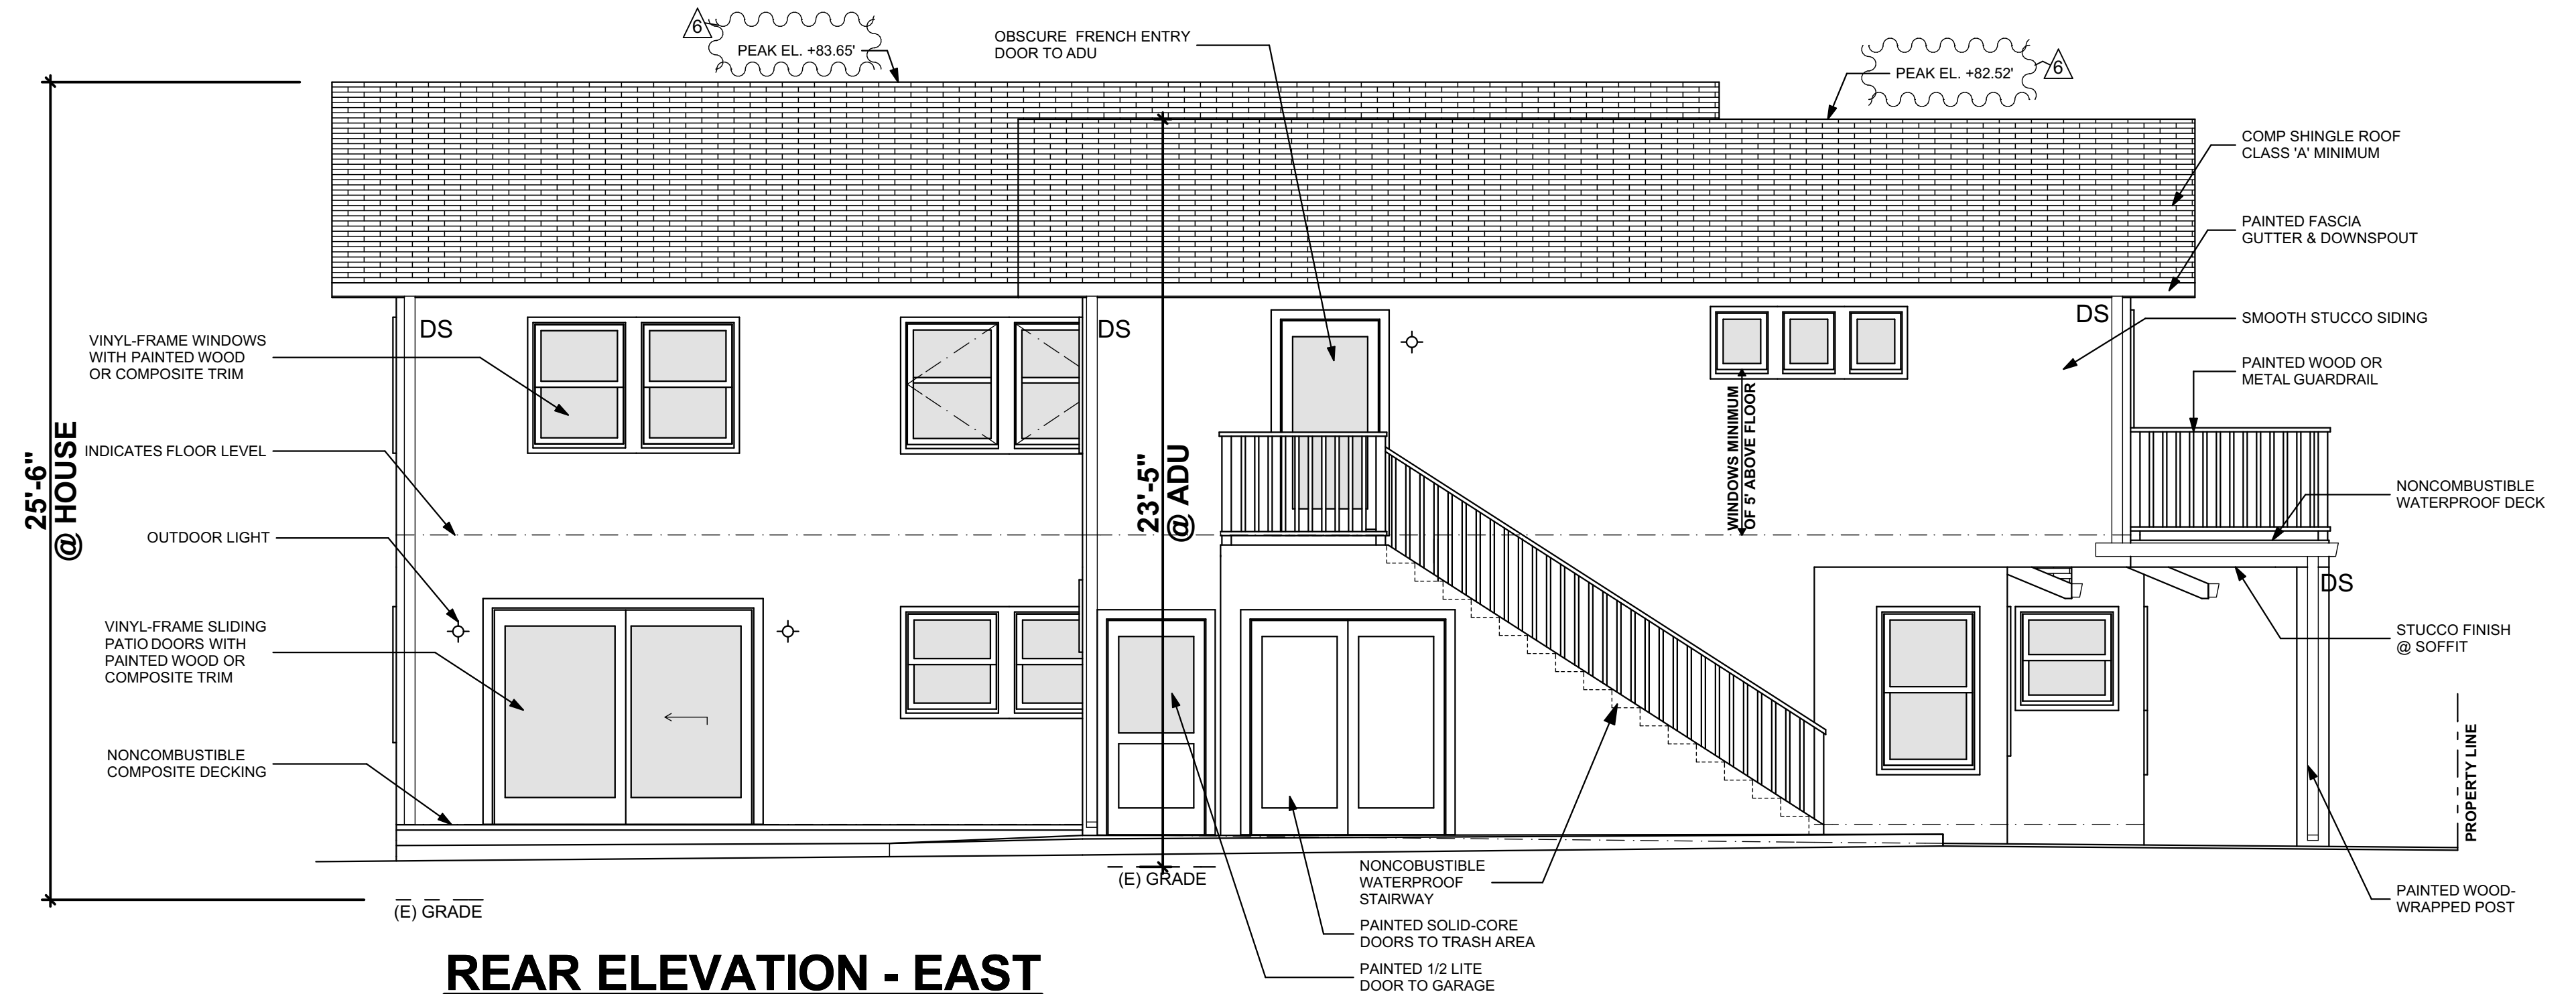 6
PEAK EL. +83.65'
OBSCURE FRENCH ENTRY
DOOR TO ADU
PEAK EL. +82.52'
6
COMP SHINGLE ROOF
CLASS 'A' MINIMUM
PAINTED FASCIA
GUTTER & DOWNSPOUT
SMOOTH STUCCO SIDING
PAINTED WOOD OR
METAL GUARDRAIL
NONCOMBUSTIBLE
WATERPROOF DECK
STUCCO FINISH
@ SOFFIT
PROPERTY LINE
PAINTED WOOD-
WRAPPED POST
DS
DS
DS
DS
VINYL-FRAME WINDOWS
WITH PAINTED WOOD
OR COMPOSITE TRIM
INDICATES FLOOR LEVEL
25'-6"
@ HOUSE
OUTDOOR LIGHT
VINYL-FRAME SLIDING
PATIO DOORS WITH
PAINTED WOOD OR
COMPOSITE TRIM
NONCOMBUSTIBLE
COMPOSITE DECKING
23'-5"
@ ADU
WINDOWS MINIMUM
OF 5' ABOVE FLOOR
(E) GRADE
(E) GRADE
NONCOBUSTIBLE
WATERPROOF
STAIRWAY
PAINTED SOLID-CORE
DOORS TO TRASH AREA
PAINTED 1/2 LITE
DOOR TO GARAGE
REAR ELEVATION - EAST